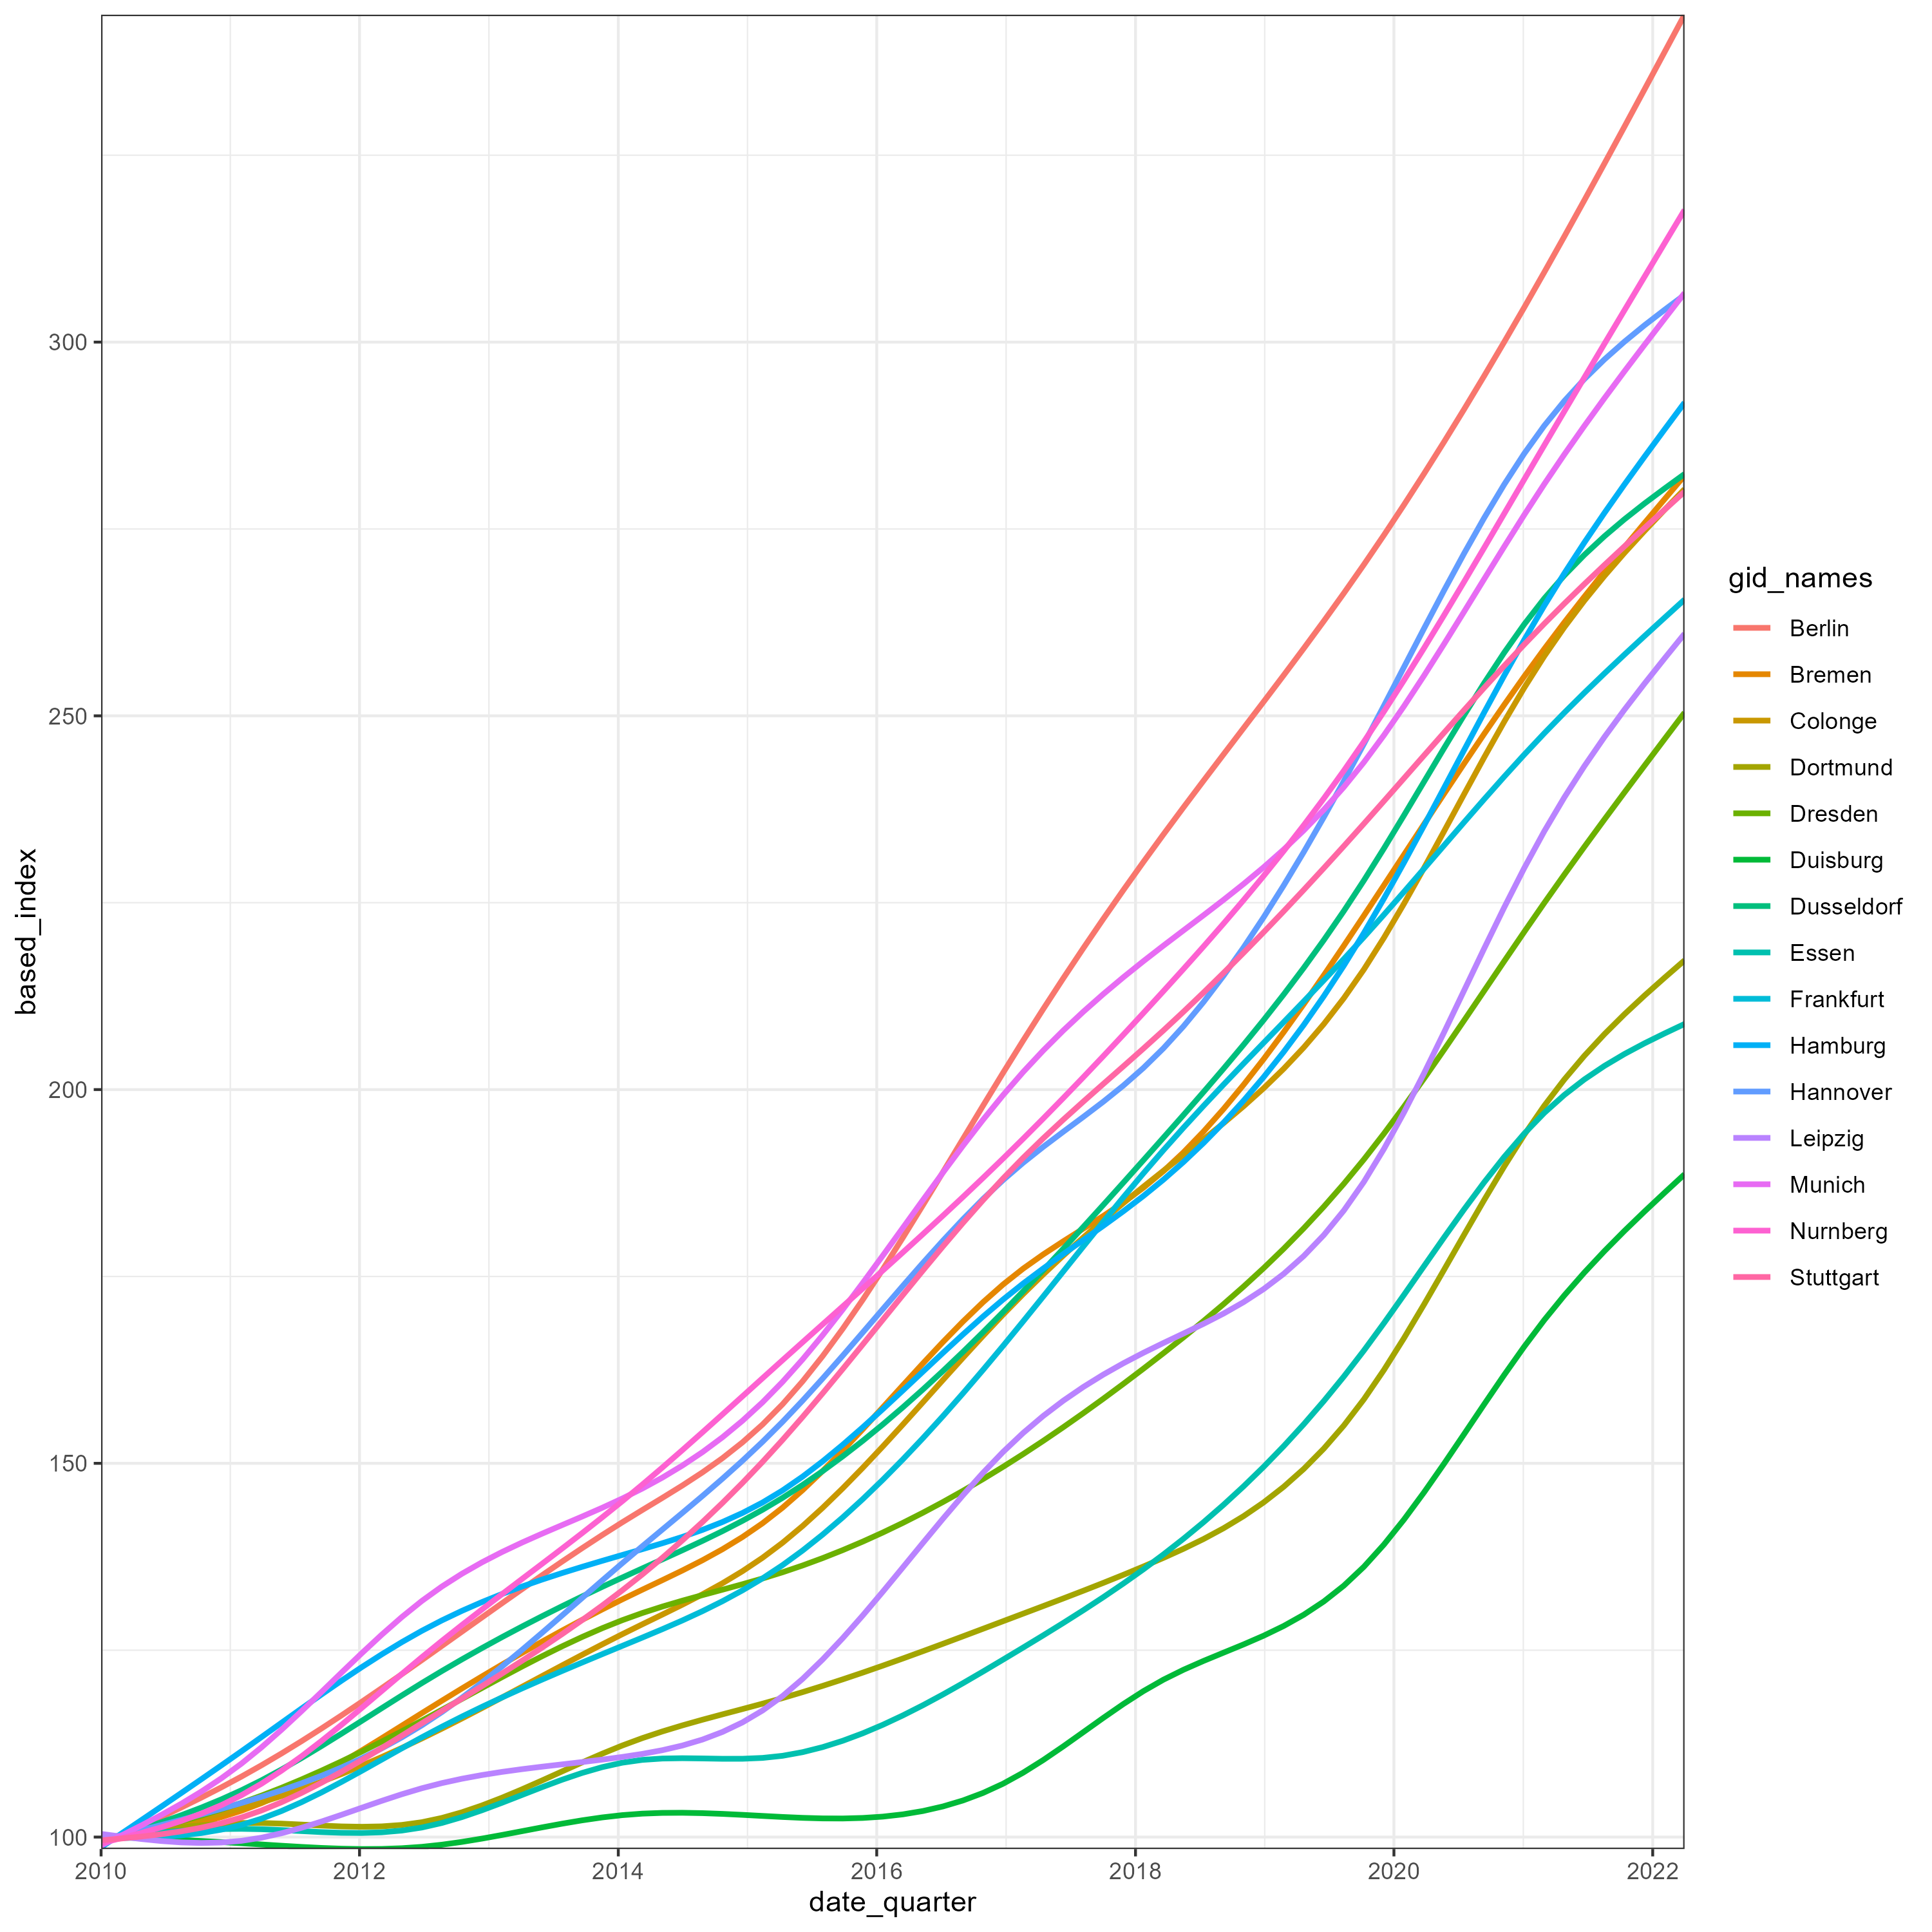 300
250
200
150
100
based_index
2010 2012 2014 2016 2018 2020 2022
date_quarter
gid_names
Berlin
Bremen
Colonge
Dortmund
Dresden
Duisburg
Dusseldorf
Essen
Frankfurt
Hamburg
Hannover
Leipzig
Munich
Nurnberg
Stuttgart